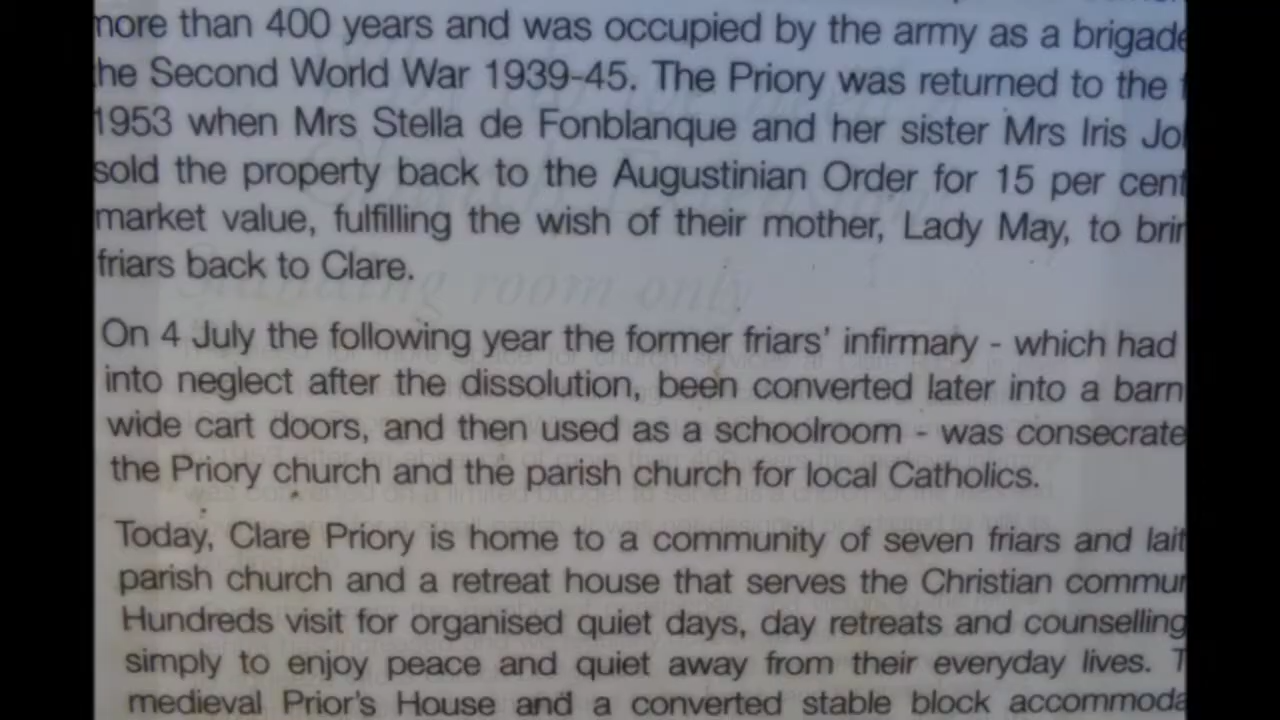 more than 400 years and was occupied by the army as a brigade
the Second World War 1939-45. The Priory was returned to the
1953 when Mrs Stella de Fonblanque and her sister Mrs Iris
sold the property back to the Augustinian Order for 15 per cent
market value, fulfilling the wish of their mother, Lady May, to
friars back to Clare.
Standing room only
On 4 July the following year the former friars' infirmary - which had
into neglect after the dissolution, been converted later into a barn
wide cart doors, and then used as a schoolroom - was
the Priory church and the parish church for local Catholics.
Today, Clare Priory is home to a community of seven friars and
parish church and a retreat house that serves the Christian
Hundreds visit for organised quiet days, day retreats and counselling
simply to enjoy peace and quiet away from their everyday lives.
medieval Prior's House and a converted stable block